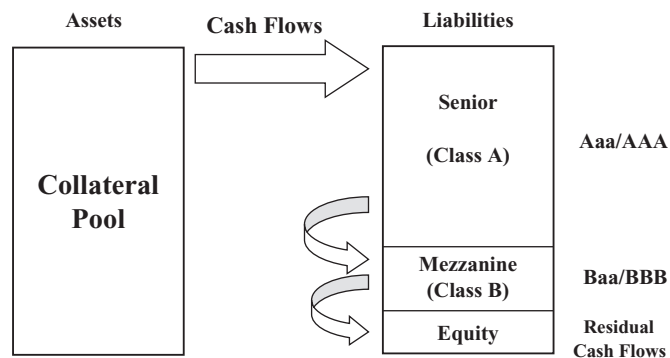 Assets
Cash Flows
Liabilities
Collateral
Pool
Senior
(Class A)
Aaa/AAA
Mezzanine
(Class B)
Baa/BBB
Equity
Residual
Cash Flows